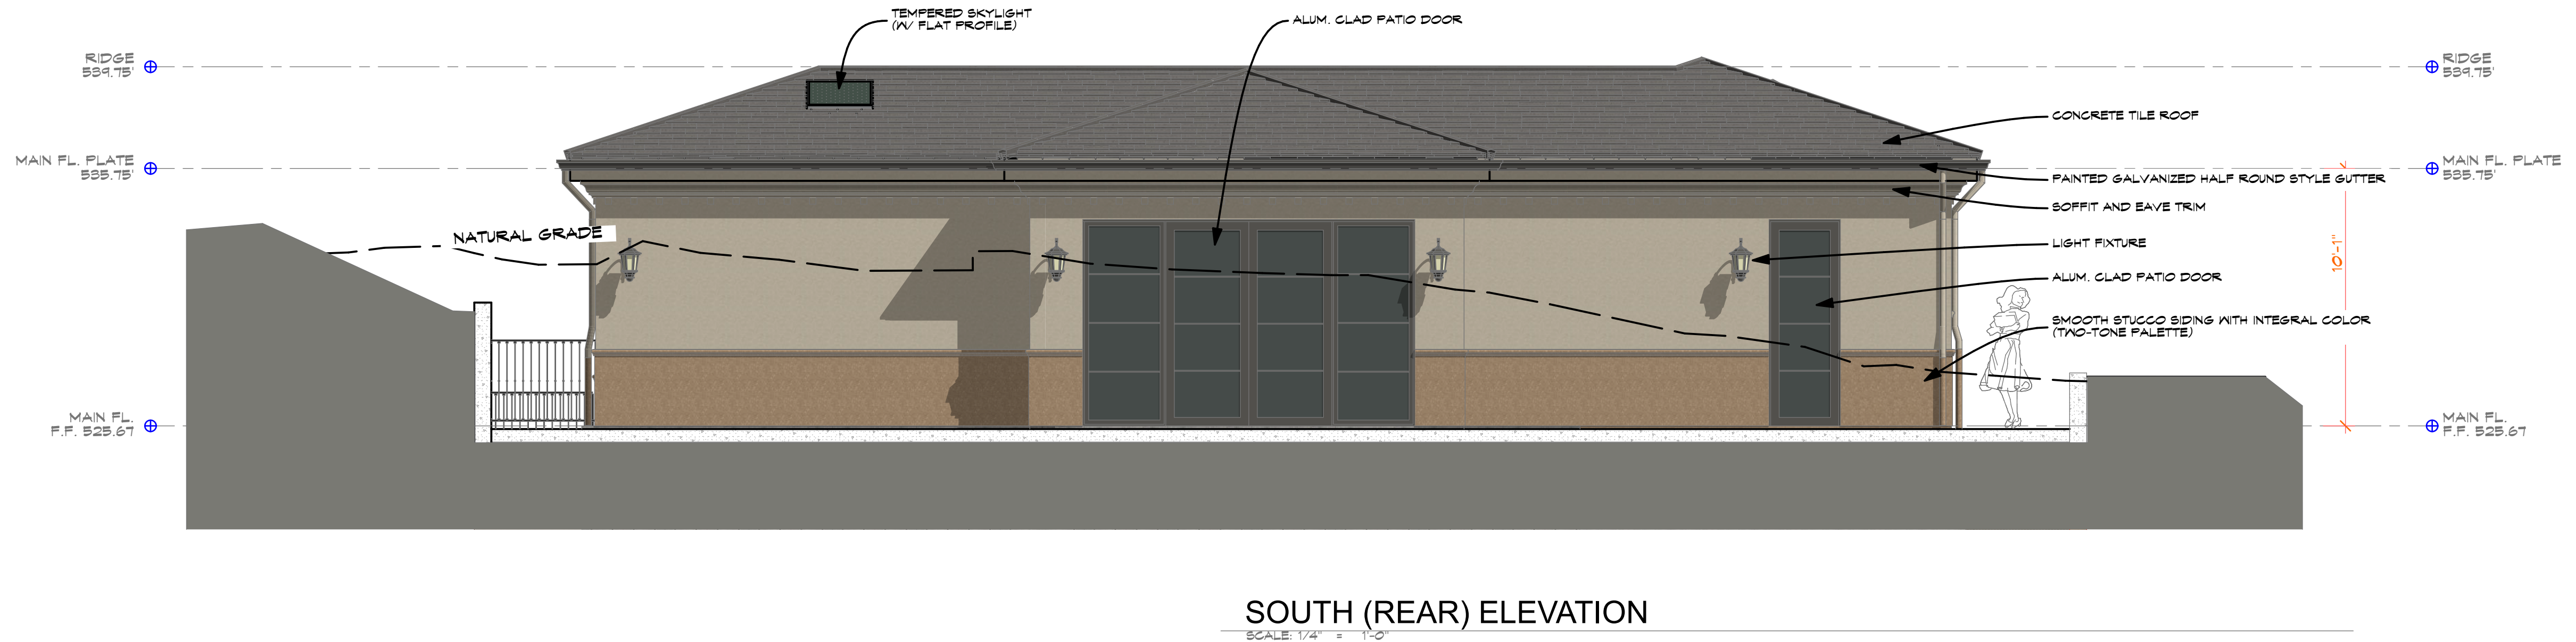 TEMPERED SKYLIGHT
(W/ FLAT PROFILE)
ALUM. CLAD PATIO DOOR
RIDGE
539.75'
RIDGE
539.75'
CONCRETE TILE ROOF
MAIN FL. PLATE
535.75'
MAIN FL. PLATE
535.75'
PAINTED GALVANIZED HALF ROUND STYLE GUTTER
SOFFIT AND EAVE TRIM
NATURAL GRADE
LIGHT FIXTURE
10'-1"
ALUM. CLAD PATIO DOOR
SMOOTH STUCCO SIDING WITH INTEGRAL COLOR
(TWO-TONE PALETTE)
MAIN FL.
F.F. 525.67
MAIN FL.
F.F. 525.67
SOUTH (REAR) ELEVATION
SCALE: 1/4" = 1'-0"